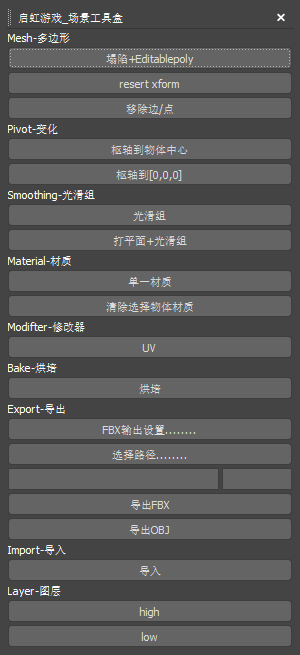 启虹游戏_场景工具盒
Mesh-多边形
塌陷+Editablepoly
resert xform
移除边/点
Pivot-变化
枢轴到物体中心
枢轴到[0,0,0]
Smoothing-光滑组
光滑组
打平面+光滑组
Material-材质
单一材质
清除选择物体材质
Modifter-修改器
UV
Bake-烘培
烘培
Export-导出
FBX输出设置........
选择路径........
导出FBX
导出OBJ
Import-导入
导入
Layer-图层
high
low